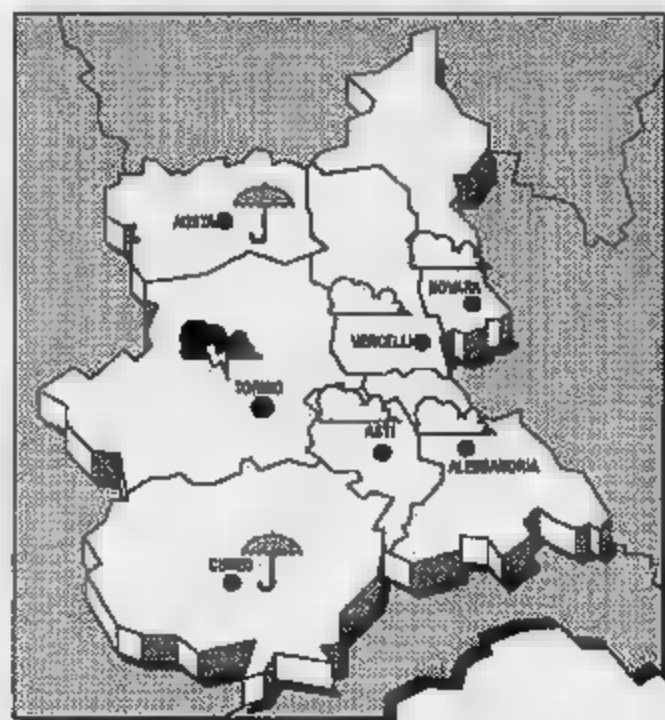 AOSTA
NOVARA
VERCELLI
TORINO
ASTI
ALESSANDRIA
CUNEO